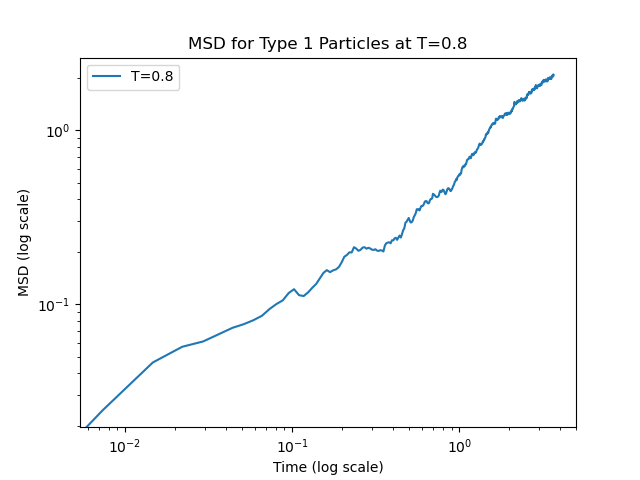 MSD for Type 1 Particles at T=0.8
T=0.8
MSD (log scale)
10⁰
10⁻¹
10⁻²
10⁻¹
10⁰
Time (log scale)